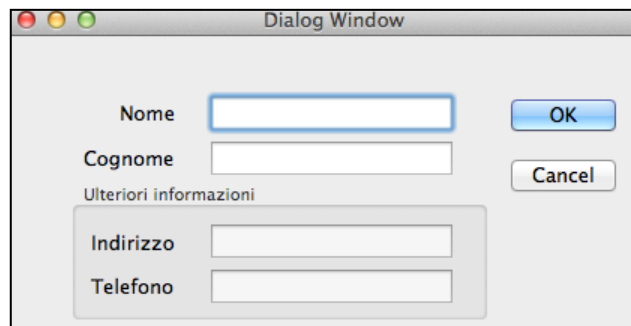 Dialog Window
Nome
OK
Cognome
Cancel
Ulteriori informazioni
Indirizzo
Telefono